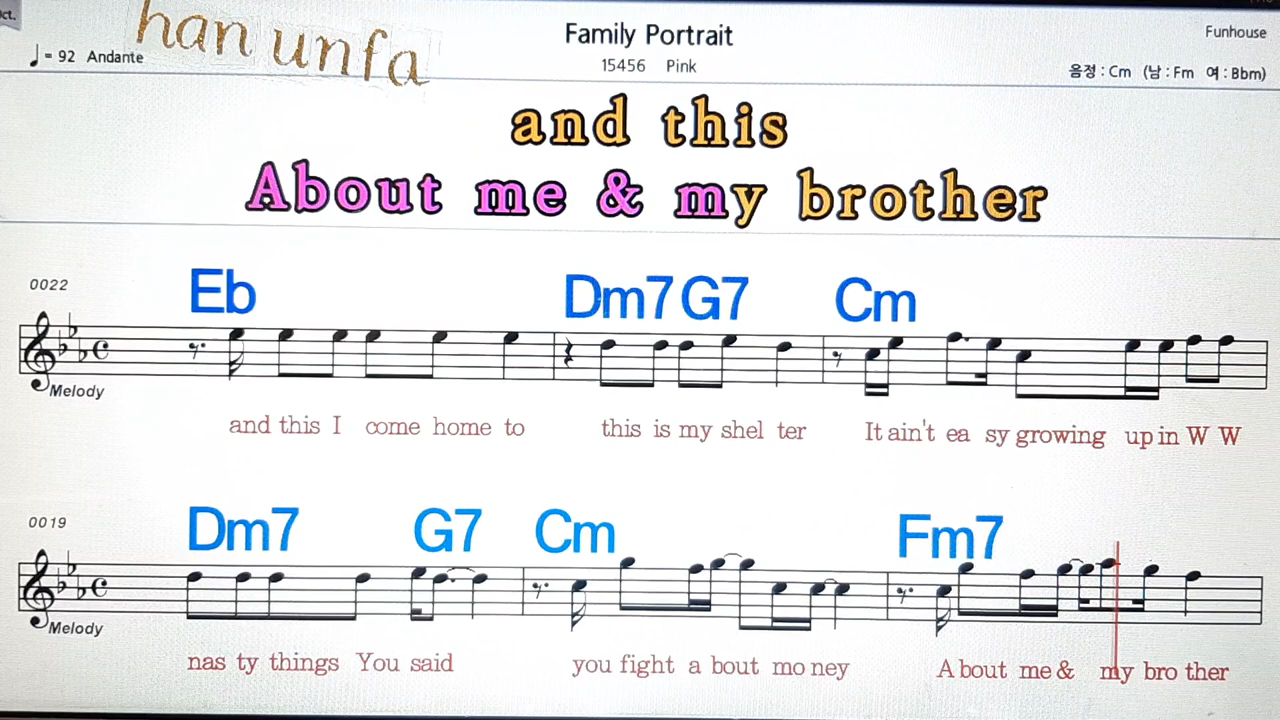 ct.
han unfa
♩= 92 Andante
Family Portrait
15456 Pink
Funhouse
음정 : Cm (남 : Fm 여 : Bbm)
and this
About me & my brother
0022
Eb Dm7 G7 Cm
Melody
and this I come home to this is my shel ter It ain't ea sy growing up in W W
0019
Dm7 G7 Cm Fm7
Melody
nas ty things You said you fight a bout mo ney A bout me & my bro ther